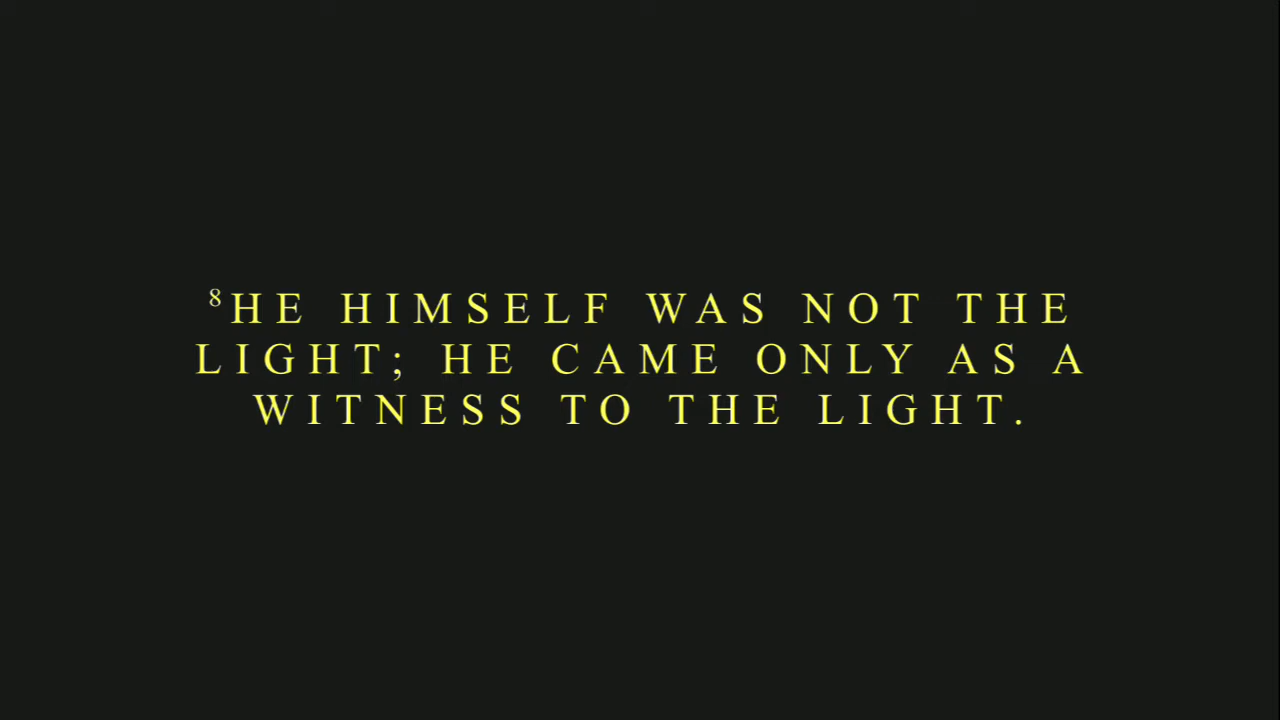 ⁸HE HIMSELF WAS NOT THE
LIGHT; HE CAME ONLY AS A
WITNESS TO THE LIGHT.